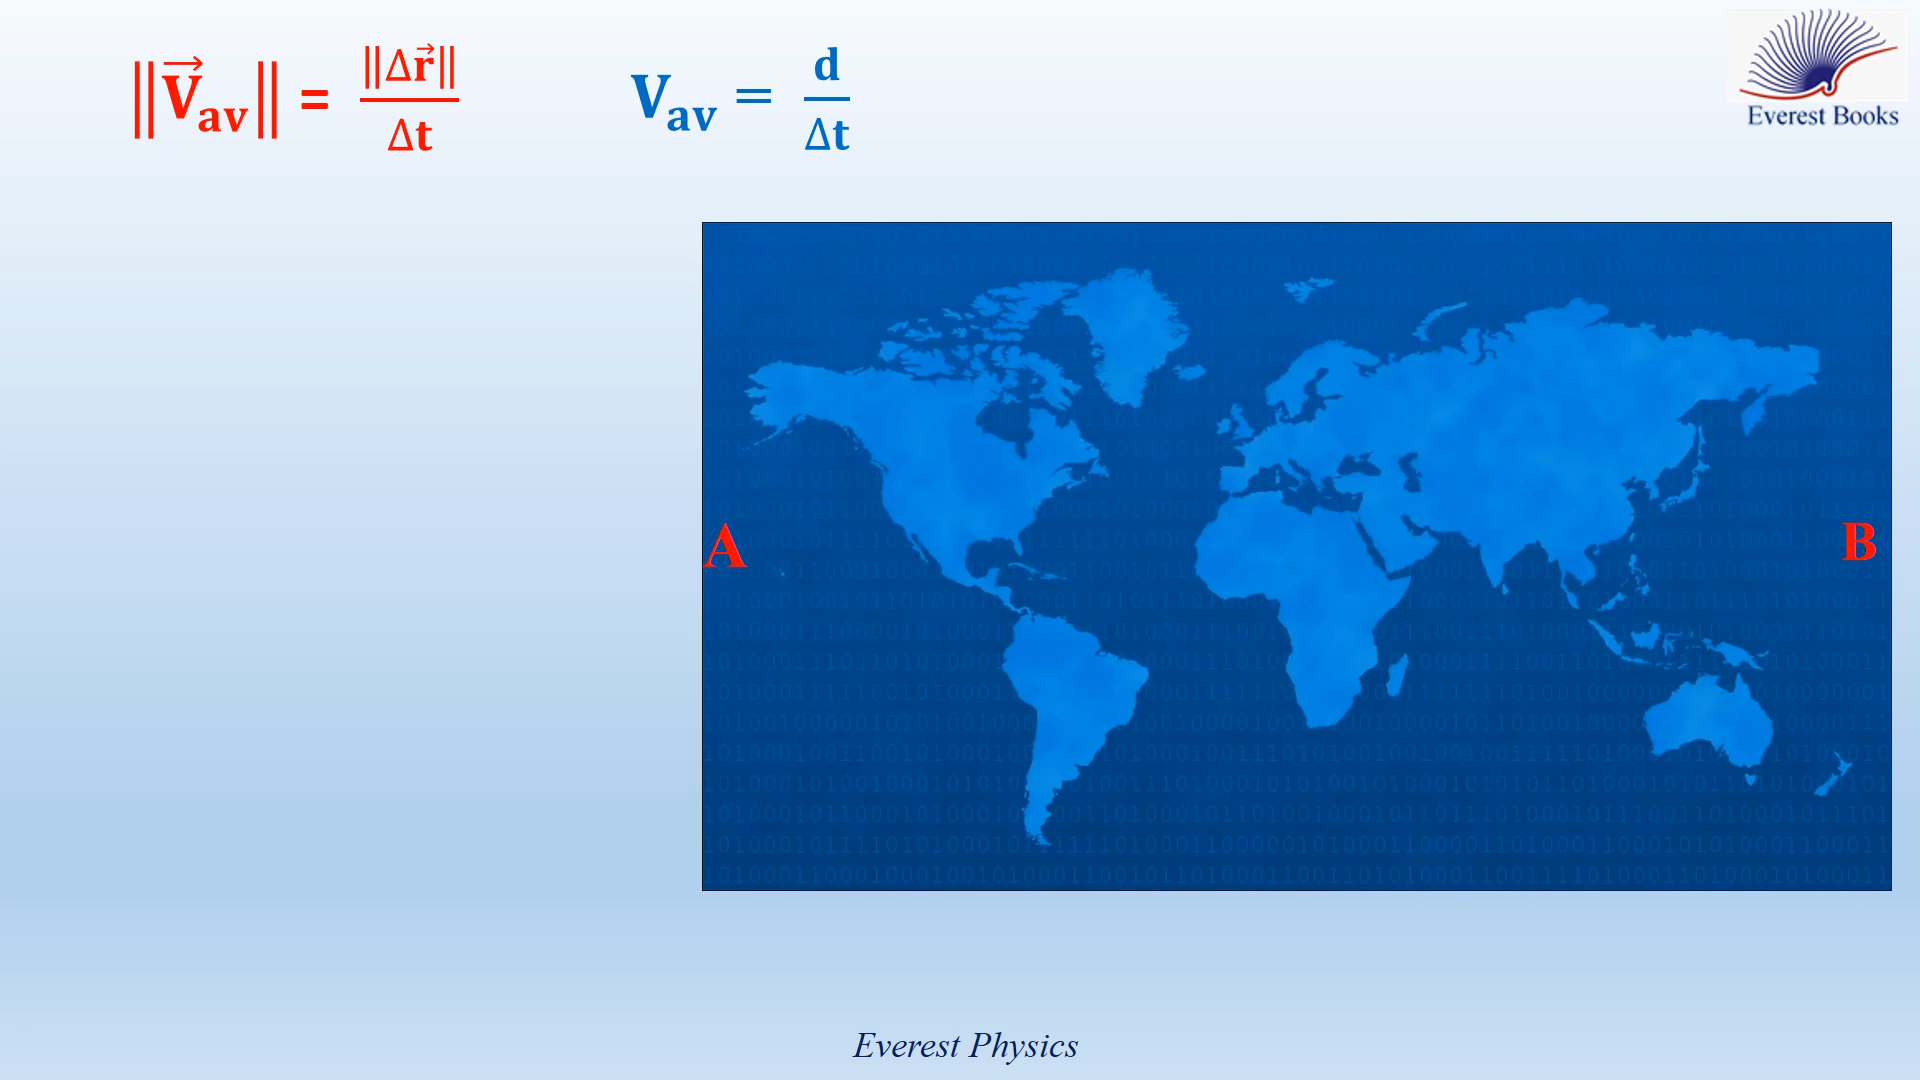 ‖V⃗av‖ = ‖Δr⃗‖ / Δt
Vav = d / Δt
Everest Books
A
B
Everest Physics